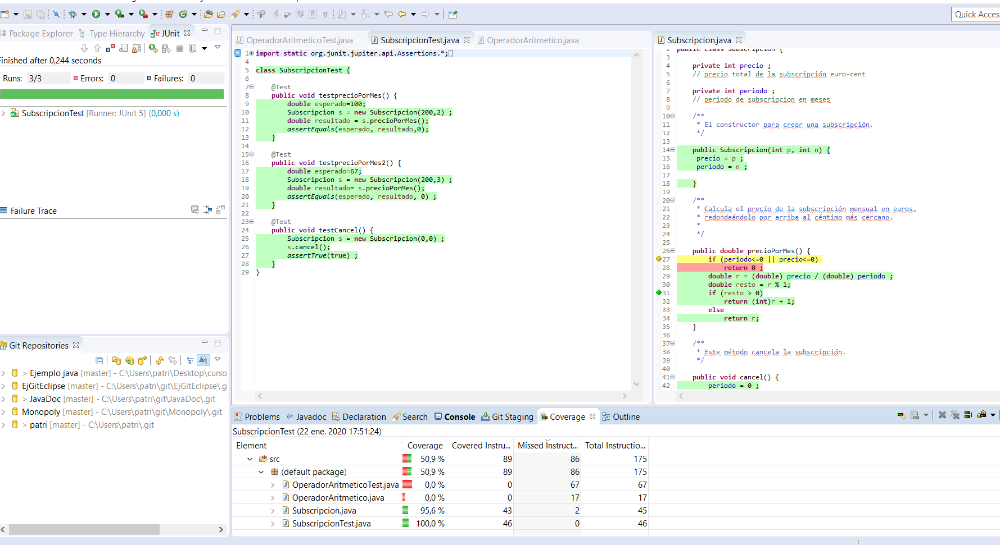 Quick Acces
Package Explorer
Type Hierarchy
JUnit
Finished after 0,244 seconds
Runs: 3/3
Errors: 0
Failures: 0
SubscripcionTest [Runner: JUnit 5] (0,000 s)
Failure Trace
Git Repositories
> Ejemplo java [master] - C:\Users\patri\Desktop\curso
EjGitEclipse [master] - C:\Users\patri\git\EjGitEclipse\.g
> JavaDoc [master] - C:\Users\patri\git\JavaDoc\.git
Monopoly [master] - C:\Users\patri\git\Monopoly\.git
> patri [master] - C:\Users\patri\.git
OperadorAritmeticoTest.java
SubscripcionTest.java
OperadorAritmetico.java
1 import static org.junit.jupiter.api.Assertions.*;
4
5 class SubscripcionTest {
6
7 @Test
8 public void testprecioPorMes() {
9 double esperado=100;
10 Subscripcion s = new Subscripcion(200,2) ;
11 double resultado = s.precioPorMes();
12 assertEquals(esperado, resultado,0);
13 }
14
15 @Test
16 public void testprecioPorMes2() {
17 double esperado=67;
18 Subscripcion s = new Subscripcion(200,3) ;
19 double resultado= s.precioPorMes();
20 assertEquals(esperado, resultado, 0) ;
21 }
22
23 @Test
24 public void testCancel() {
25 Subscripcion s = new Subscripcion(0,0) ;
26 s.cancel();
27 assertTrue(true) ;
28 }
29 }
Subscripcion.java
2 public class Subscripcion {
3
4 private int precio ;
5 // precio total de la subscripción euro-cent
6
7 private int periodo ;
8 // periodo de subscripcion en meses
9
10 /**
11 * El constructor para crear una subscripción.
12 */
13
14 public Subscripcion(int p, int n) {
15 precio = p ;
16 periodo = n ;
17
18 }
19
20 /**
21 * Calcula el precio de la subscripción mensual en euros,
22 * redondeándolo por arriba al céntimo más cercano.
23 *
24 */
25
26 public double precioPorMes() {
27 if (periodo<=0 || precio<=0)
28 return 0 ;
29 double r = (double) precio / (double) periodo ;
30 double resto = r % 1;
31 if (resto > 0)
32 return (int)r + 1;
33 else
34 return r;
35 }
36
37 /**
38 * Este método cancela la subscripción.
39 */
40
41 public void cancel() {
42 periodo = 0 ;
Problems
@ Javadoc
Declaration
Search
Console
Git Staging
Coverage
Outline
SubscripcionTest (22 ene. 2020 17:51:24)
Element Coverage Covered Instru... Missed Instruct... Total Instructio...
src 50,9 % 89 86 175
(default package) 50,9 % 89 86 175
OperadorAritmeticoTest.java 0,0 % 0 67 67
OperadorAritmetico.java 0,0 % 0 17 17
Subscripcion.java 95,6 % 43 2 45
SubscripcionTest.java 100,0 % 46 0 46